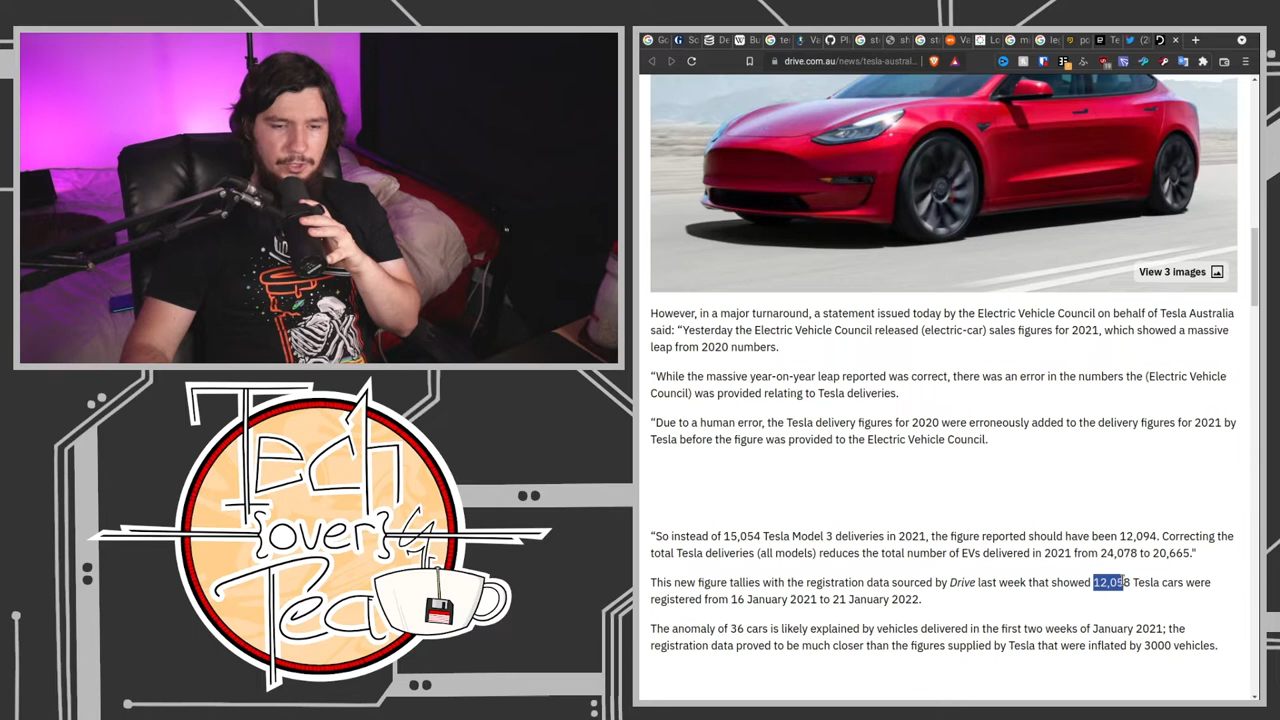 Tech
{over}
Tea
drive.com.au/news/tesla-austral...
View 3 images
However, in a major turnaround, a statement issued today by the Electric Vehicle Council on behalf of Tesla Australia
said: “Yesterday the Electric Vehicle Council released (electric-car) sales figures for 2021, which showed a massive
leap from 2020 numbers.
“While the massive year-on-year leap reported was correct, there was an error in the numbers the (Electric Vehicle
Council) was provided relating to Tesla deliveries.
“Due to a human error, the Tesla delivery figures for 2020 were erroneously added to the delivery figures for 2021 by
Tesla before the figure was provided to the Electric Vehicle Council.
“So instead of 15,054 Tesla Model 3 deliveries in 2021, the figure reported should have been 12,094. Correcting the
total Tesla deliveries (all models) reduces the total number of EVs delivered in 2021 from 24,078 to 20,665."
This new figure tallies with the registration data sourced by Drive last week that showed 12,058 Tesla cars were
registered from 16 January 2021 to 21 January 2022.
The anomaly of 36 cars is likely explained by vehicles delivered in the first two weeks of January 2021; the
registration data proved to be much closer than the figures supplied by Tesla that were inflated by 3000 vehicles.